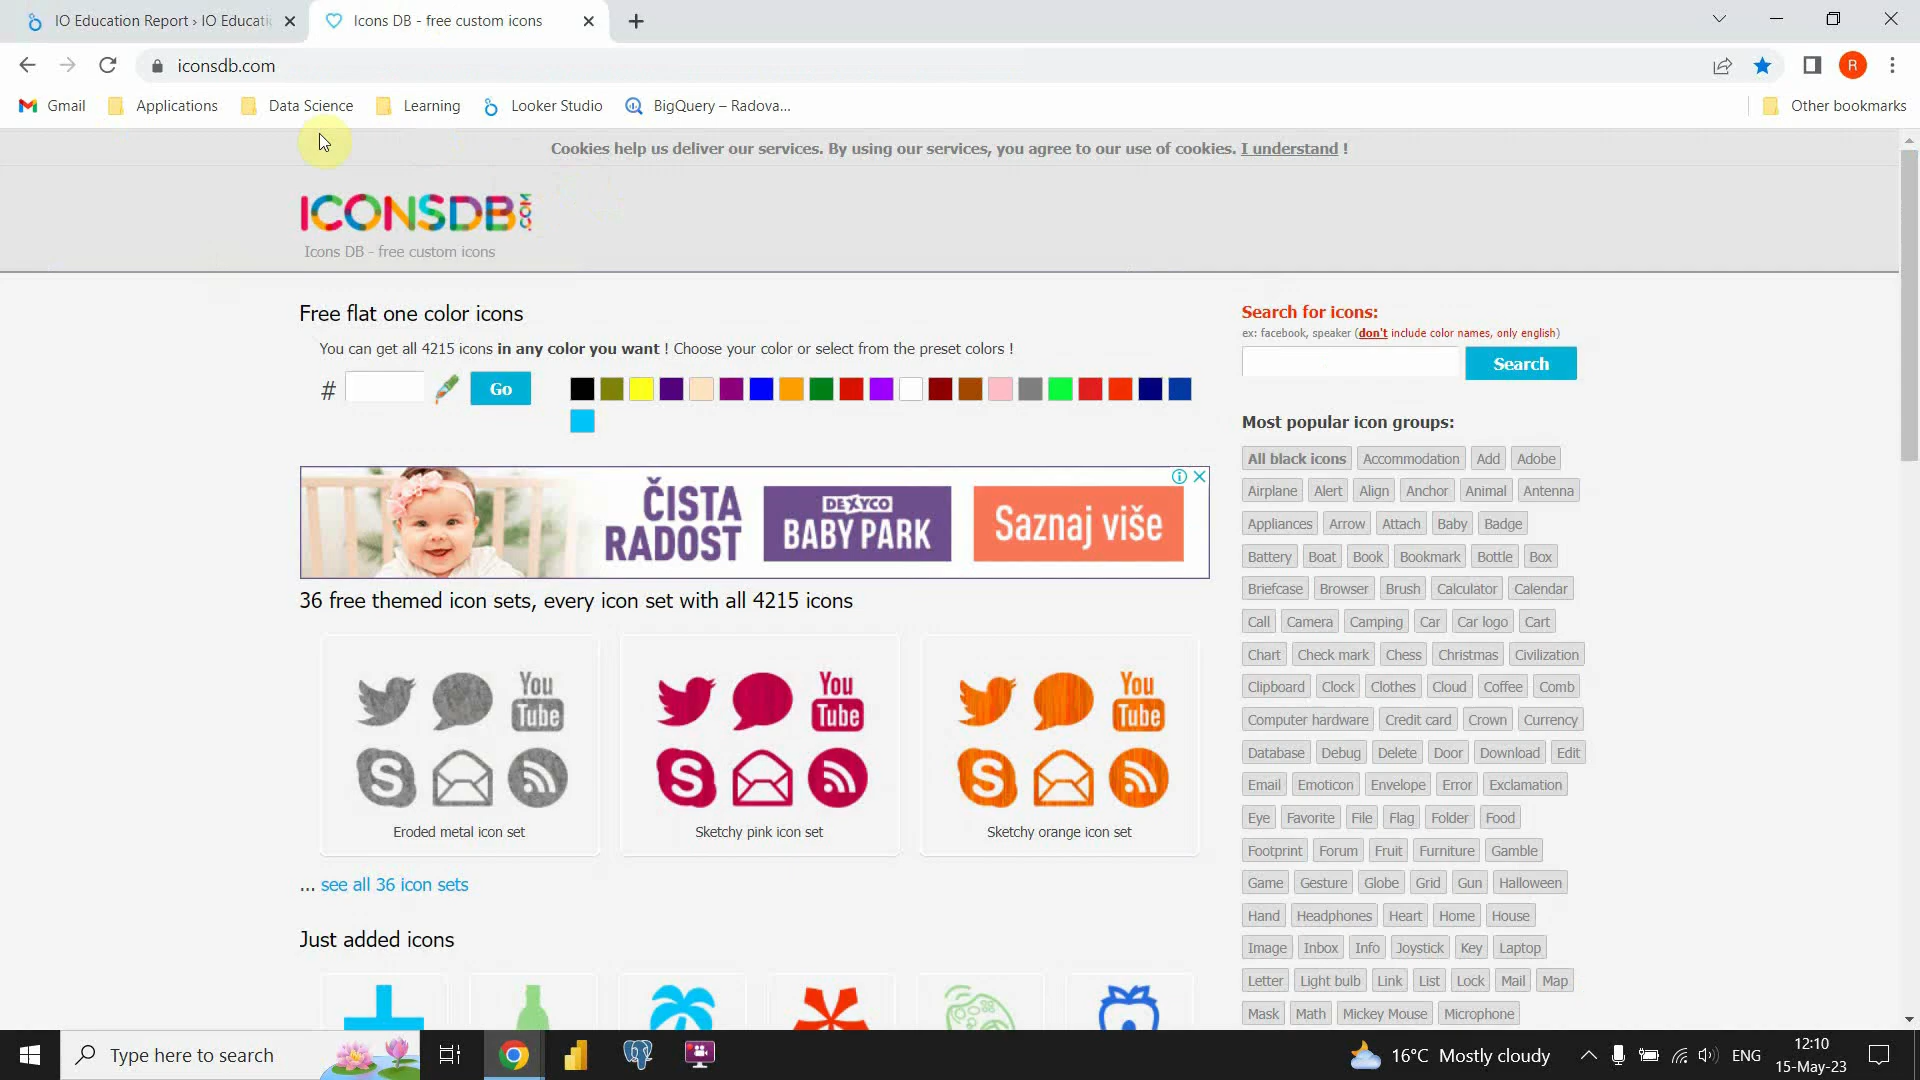 IO Education Report › IO Educati
Icons DB - free custom icons
iconsdb.com
R
Gmail
Applications
Data Science
Learning
Looker Studio
BigQuery – Radova...
Other bookmarks
Cookies help us deliver our services. By using our services, you agree to our use of cookies. I understand !
ICONSDB.COM
Icons DB - free custom icons
Free flat one color icons
You can get all 4215 icons in any color you want ! Choose your color or select from the preset colors !
# Go
ČISTA RADOST
DEXYCO
BABY PARK
Saznaj više
36 free themed icon sets, every icon set with all 4215 icons
You Tube
You Tube
You Tube
Eroded metal icon set
Sketchy pink icon set
Sketchy orange icon set
... see all 36 icon sets
Just added icons
Search for icons:
ex: facebook, speaker (don't include color names, only english)
Search
Most popular icon groups:
All black icons Accommodation Add Adobe
Airplane Alert Align Anchor Animal Antenna
Appliances Arrow Attach Baby Badge
Battery Boat Book Bookmark Bottle Box
Briefcase Browser Brush Calculator Calendar
Call Camera Camping Car Car logo Cart
Chart Check mark Chess Christmas Civilization
Clipboard Clock Clothes Cloud Coffee Comb
Computer hardware Credit card Crown Currency
Database Debug Delete Door Download Edit
Email Emoticon Envelope Error Exclamation
Eye Favorite File Flag Folder Food
Footprint Forum Fruit Furniture Gamble
Game Gesture Globe Grid Gun Halloween
Hand Headphones Heart Home House
Image Inbox Info Joystick Key Laptop
Letter Light bulb Link List Lock Mail Map
Mask Math Mickey Mouse Microphone
Type here to search
16°C Mostly cloudy
ENG
12:10
15-May-23